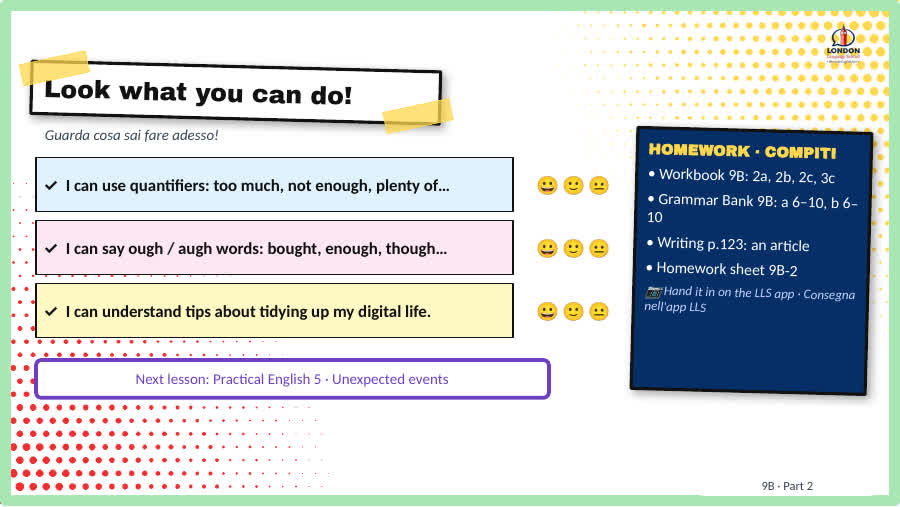 LONDON
Look what you can do!
Guarda cosa sai fare adesso!
✓ I can use quantifiers: too much, not enough, plenty of...
✓ I can say ough / augh words: bought, enough, though...
✓ I can understand tips about tidying up my digital life.
Next lesson: Practical English 5 · Unexpected events
HOMEWORK · COMPITI
• Workbook 9B: 2a, 2b, 2c, 3c
• Grammar Bank 9B: a 6–10, b 6–
10
• Writing p.123: an article
• Homework sheet 9B-2
Hand it in on the LLS app · Consegna
nell'app LLS
9B · Part 2